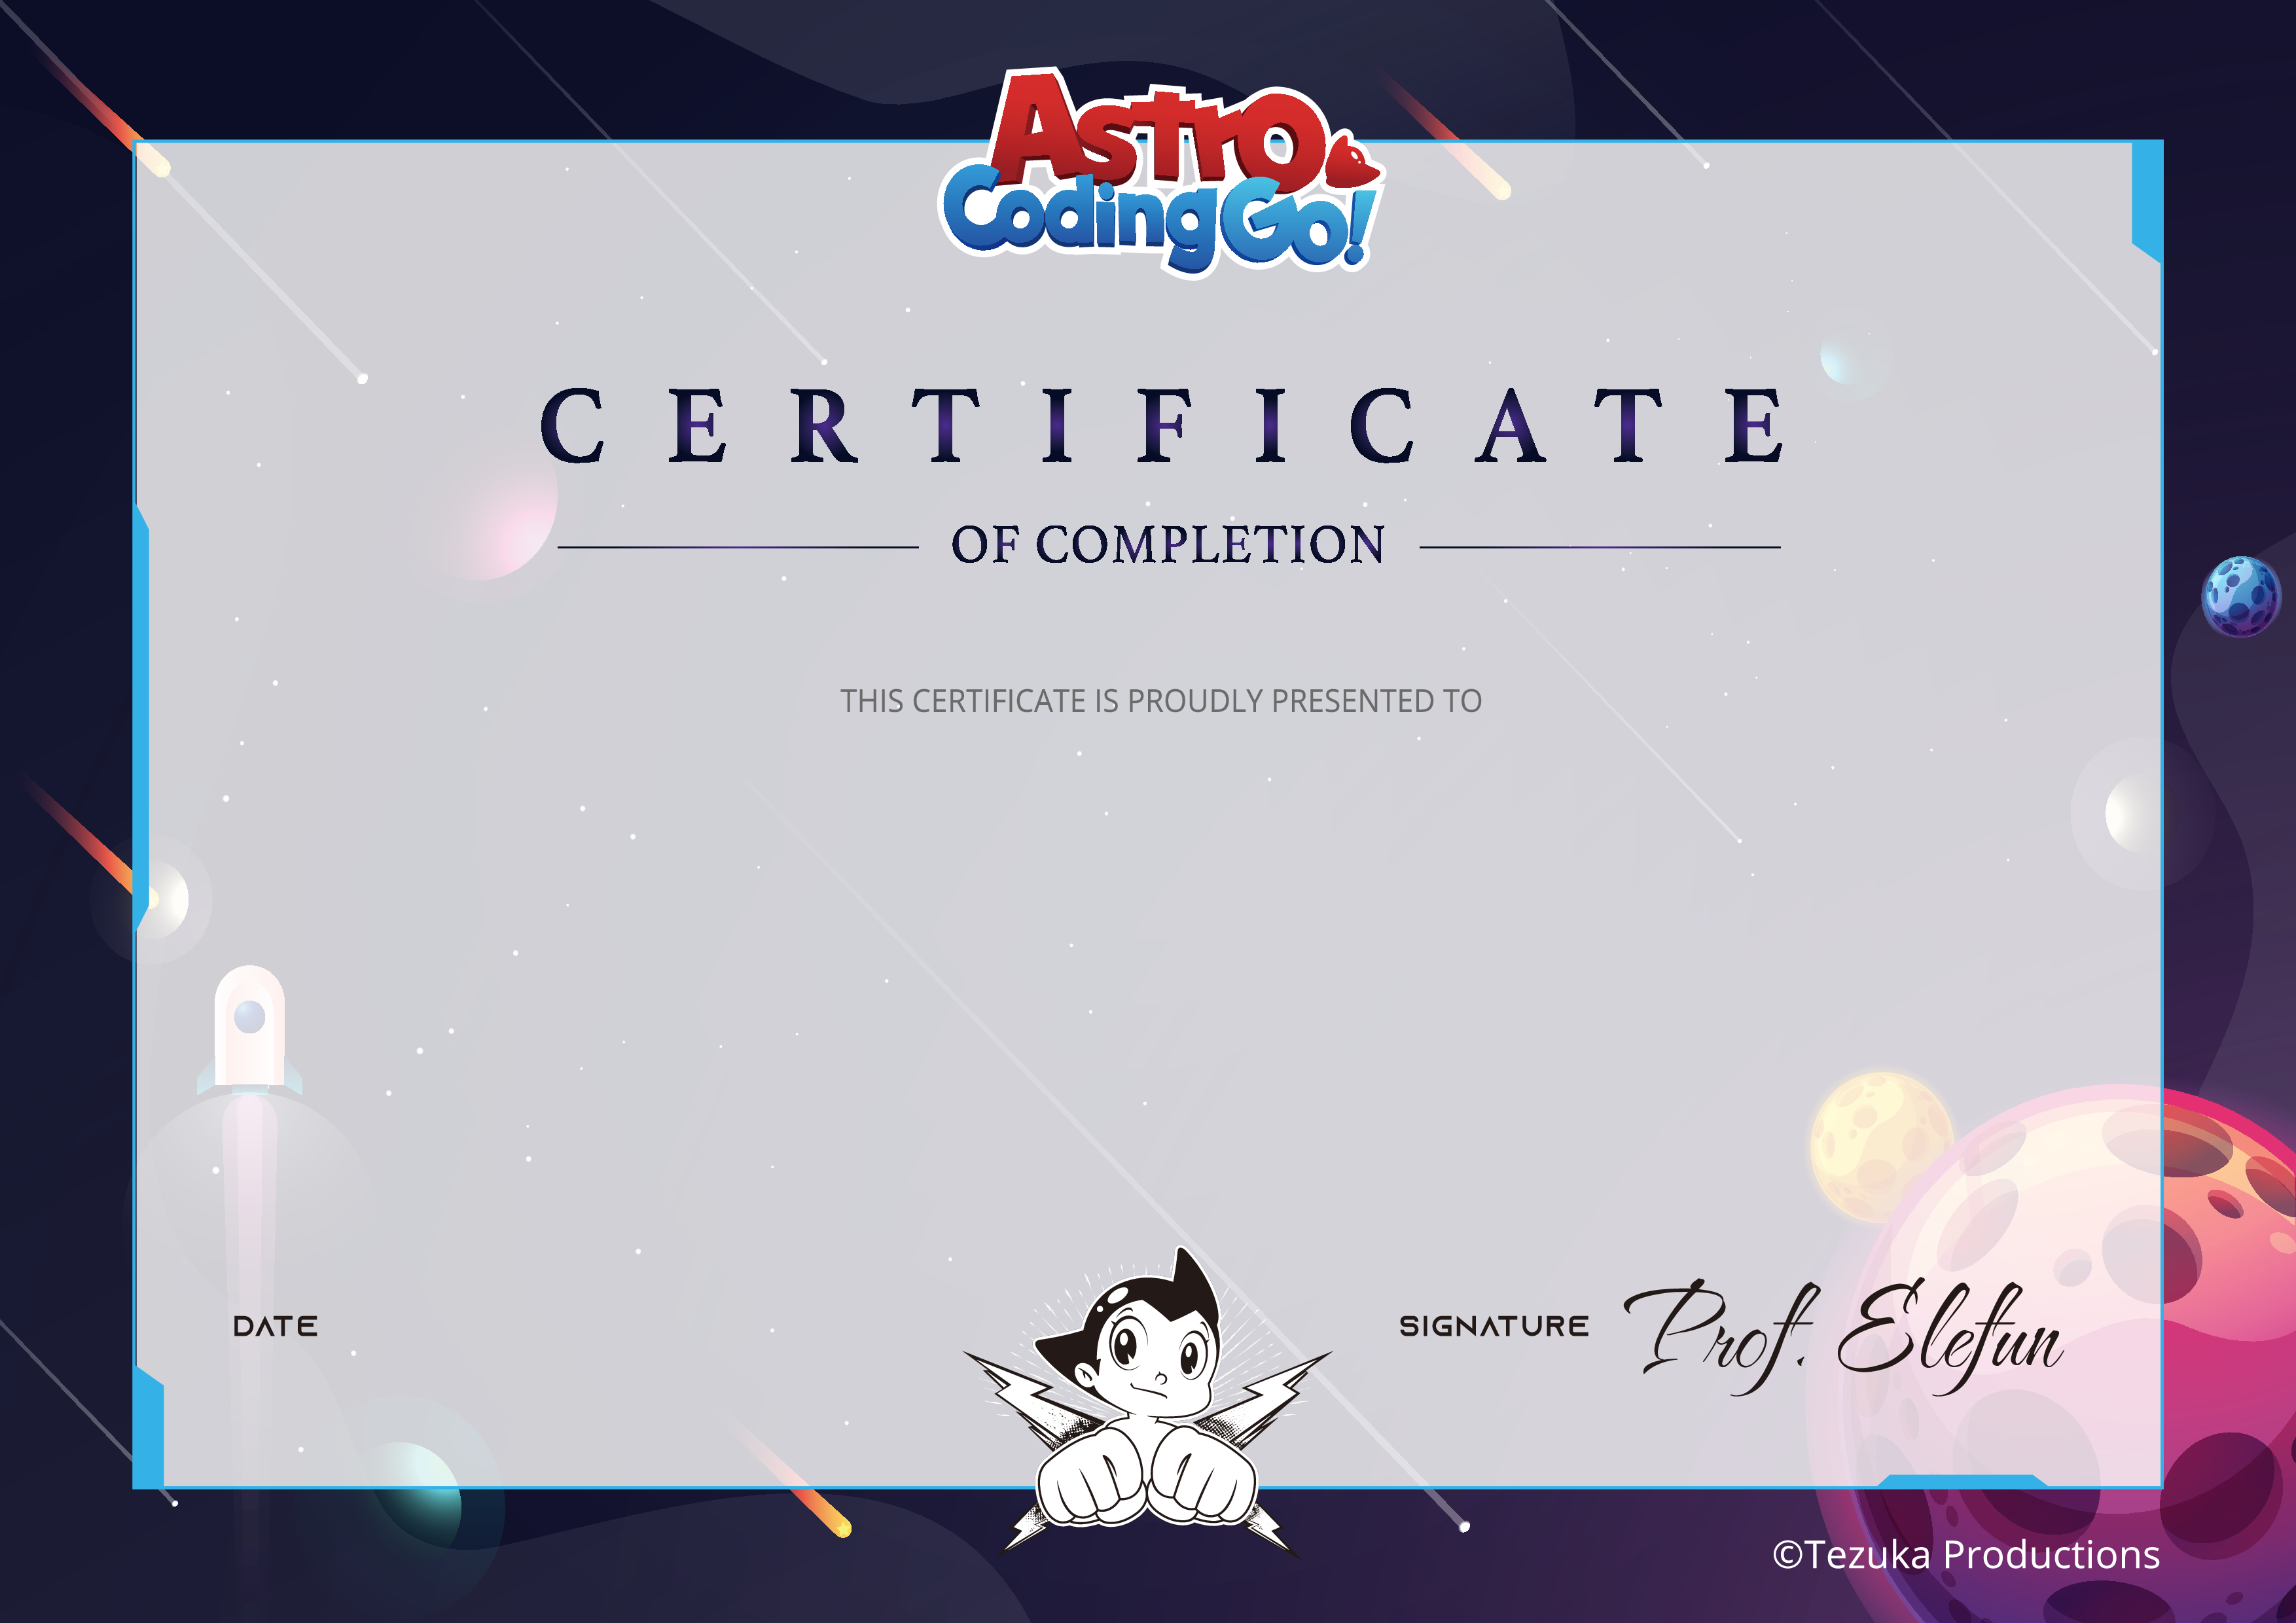 Astro
Coding Go!
CERTIFICATE
OF COMPLETION
THIS CERTIFICATE IS PROUDLY PRESENTED TO
DATE
SIGNATURE Prof. Elefun
©Tezuka Productions